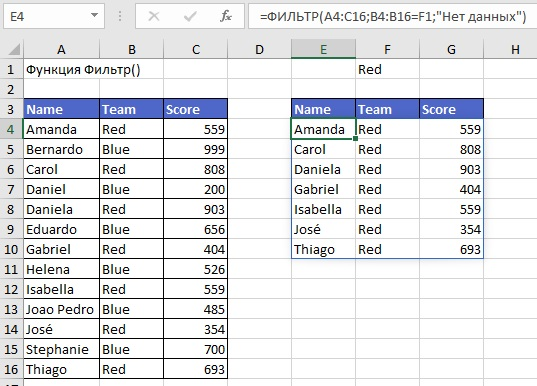 E4 =ФИЛЬТР(A4:C16;B4:B16=F1;"Нет данных")
A B C D E F G H
1 Функция Фильтр() Red
2
3 Name Team Score Name Team Score
4 Amanda Red 559 Amanda Red 559
5 Bernardo Blue 999 Carol Red 808
6 Carol Red 808 Daniela Red 903
7 Daniel Blue 200 Gabriel Red 404
8 Daniela Red 903 Isabella Red 559
9 Eduardo Blue 656 José Red 354
10 Gabriel Red 404 Thiago Red 693
11 Helena Blue 526
12 Isabella Red 559
13 Joao Pedro Blue 485
14 José Red 354
15 Stephanie Blue 700
16 Thiago Red 693